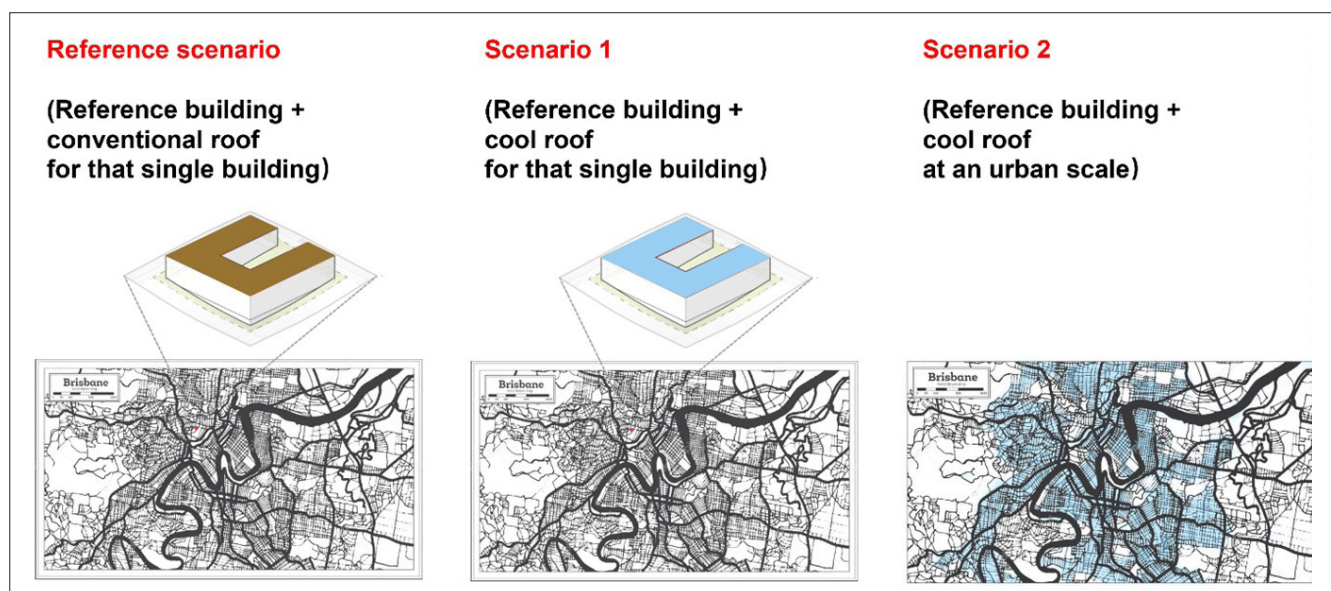 Reference scenario
(Reference building +
conventional roof
for that single building)
Brisbane
Scenario 1
(Reference building +
cool roof
for that single building)
Brisbane
Scenario 2
(Reference building +
cool roof
at an urban scale)
Brisbane